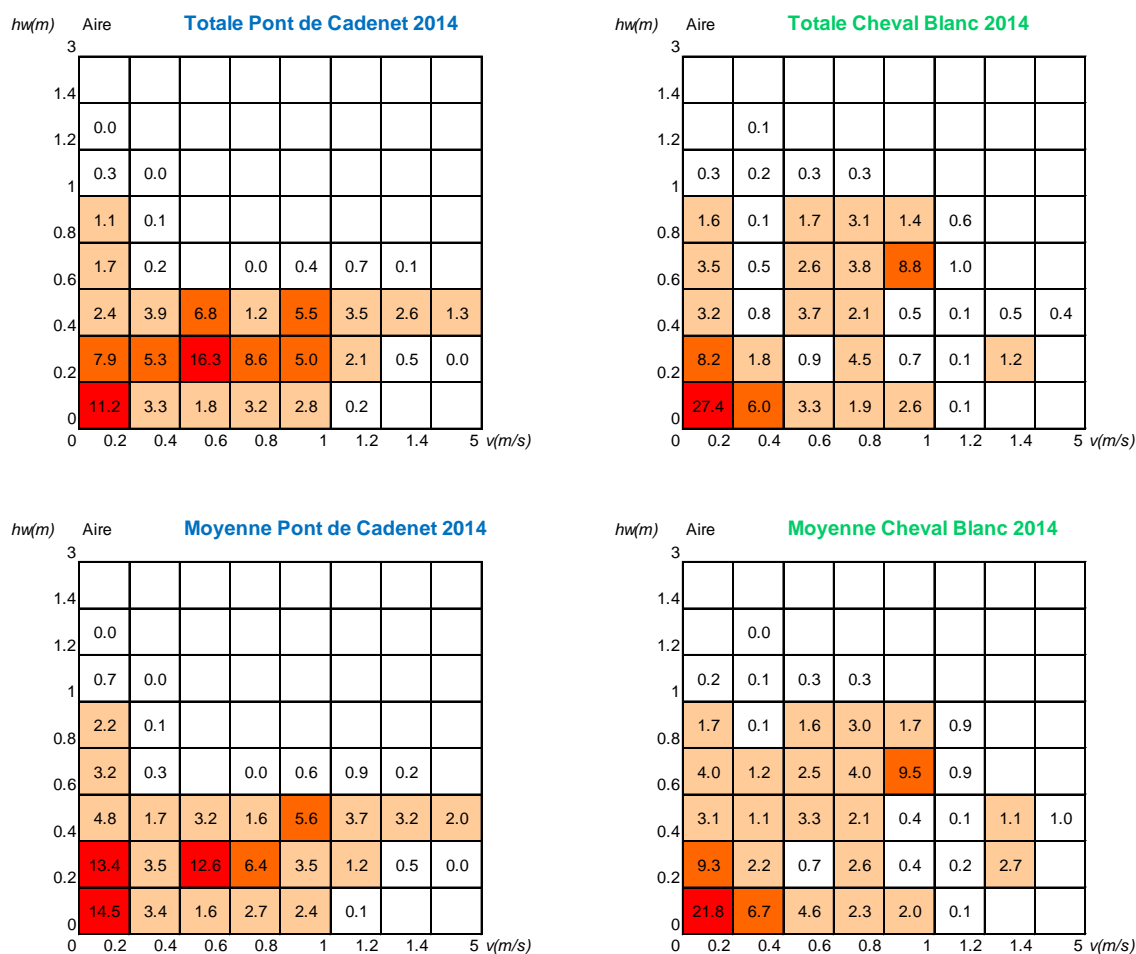 hw(m) Aire Totale Pont de Cadenet 2014
3
1.4
0.0
1.2
0.3 0.0
1
1.1 0.1
0.8
1.7 0.2 0.0 0.4 0.7 0.1
0.6
2.4 3.9 6.8 1.2 5.5 3.5 2.6 1.3
0.4
7.9 5.3 16.3 8.6 5.0 2.1 0.5 0.0
0.2
11.2 3.3 1.8 3.2 2.8 0.2
0
0 0.2 0.4 0.6 0.8 1 1.2 1.4 5 v(m/s)
hw(m) Aire Totale Cheval Blanc 2014
3
1.4
0.1
1.2
0.3 0.2 0.3 0.3
1
1.6 0.1 1.7 3.1 1.4 0.6
0.8
3.5 0.5 2.6 3.8 8.8 1.0
0.6
3.2 0.8 3.7 2.1 0.5 0.1 0.5 0.4
0.4
8.2 1.8 0.9 4.5 0.7 0.1 1.2
0.2
27.4 6.0 3.3 1.9 2.6 0.1
0
0 0.2 0.4 0.6 0.8 1 1.2 1.4 5 v(m/s)
hw(m) Aire Moyenne Pont de Cadenet 2014
3
1.4
0.0
1.2
0.7 0.0
1
2.2 0.1
0.8
3.2 0.3 0.0 0.6 0.9 0.2
0.6
4.8 1.7 3.2 1.6 5.6 3.7 3.2 2.0
0.4
13.4 3.5 12.6 6.4 3.5 1.2 0.5 0.0
0.2
14.5 3.4 1.6 2.7 2.4 0.1
0
0 0.2 0.4 0.6 0.8 1 1.2 1.4 5 v(m/s)
hw(m) Aire Moyenne Cheval Blanc 2014
3
1.4
0.0
1.2
0.2 0.1 0.3 0.3
1
1.7 0.1 1.6 3.0 1.7 0.9
0.8
4.0 1.2 2.5 4.0 9.5 0.9
0.6
3.1 1.1 3.3 2.1 0.4 0.1 1.1 1.0
0.4
9.3 2.2 0.7 2.6 0.4 0.2 2.7
0.2
21.8 6.7 4.6 2.3 2.0 0.1
0
0 0.2 0.4 0.6 0.8 1 1.2 1.4 5 v(m/s)